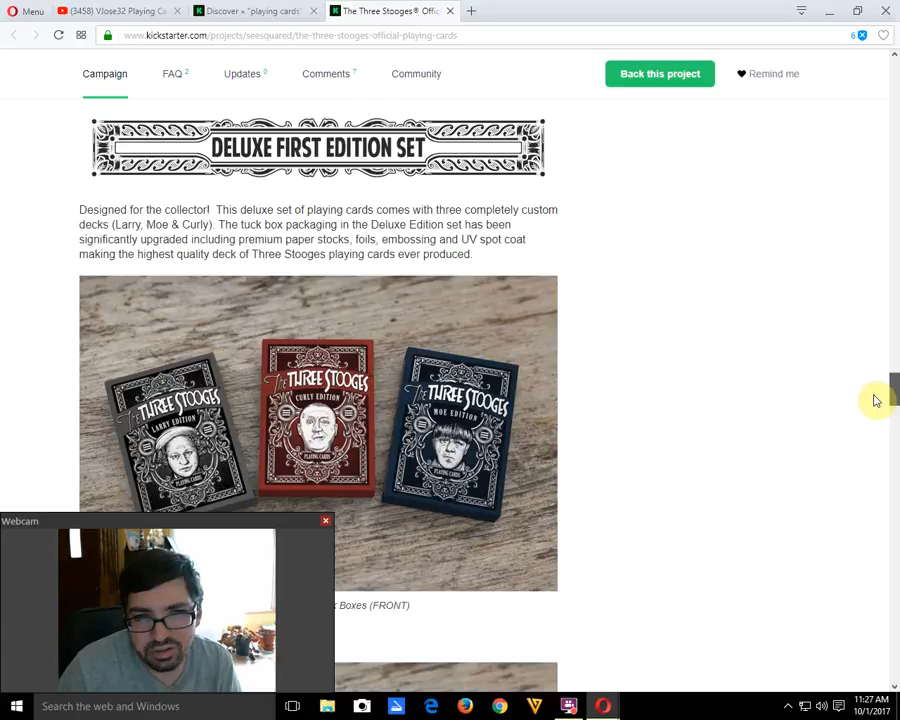 Menu
(3458) VJose32 Playing Ca
Discover » "playing cards"
The Three Stooges® Offic
www.kickstarter.com/projects/seesquared/the-three-stooges-official-playing-cards
6
Campaign
FAQ 2
Updates 0
Comments 7
Community
Back this project
Remind me
DELUXE FIRST EDITION SET
Designed for the collector! This deluxe set of playing cards comes with three completely custom
decks (Larry, Moe & Curly). The tuck box packaging in the Deluxe Edition set has been
significantly upgraded including premium paper stocks, foils, embossing and UV spot coat
making the highest quality deck of Three Stooges playing cards ever produced.
The THREE STOOGES
LARRY EDITION
PLAYING CARDS
The THREE STOOGES
CURLY EDITION
PLAYING CARDS
The THREE STOOGES
MOE EDITION
PLAYING CARDS
Webcam
Boxes (FRONT)
Search the web and Windows
11:27 AM
10/1/2017